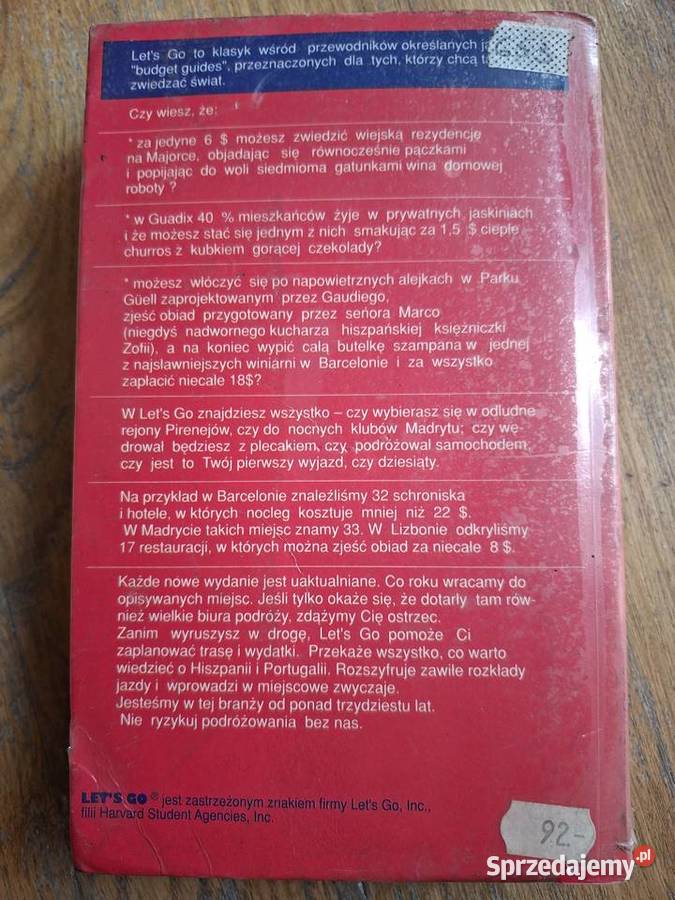 Let's Go to klasyk wśród przewodników określanych
"budget guides", przeznaczonych dla tych, którzy chcą
zwiedzać świat.
Czy wiesz, że:
* za jedyne 6 $ możesz zwiedzić wiejską rezydencję
na Majorce, objadając się równocześnie pączkami
i popijając do woli siedmioma gatunkami wina domowej
roboty ?
* w Guadix 40 % mieszkańców żyje w prywatnych jaskiniach
i że możesz stać się jednym z nich smakując za 1,5 $ ciepłe
churros z kubkiem gorącej czekolady?
* możesz włóczyć się po napowietrznych alejkach w Parku
Güell zaprojektowanym przez Gaudiego,
zjeść obiad przygotowany przez señora Marco
(niegdyś nadwornego kucharza hiszpańskiej księżniczki
Zofii), a na koniec wypić całą butelkę szampana w jednej
z najsławniejszych winiarni w Barcelonie i za wszystko
zapłacić niecałe 18$?
W Let's Go znajdziesz wszystko – czy wybierasz się w odludne
rejony Pirenejów, czy do nocnych klubów Madrytu; czy wę-
drował będziesz z plecakiem, czy podróżował samochodem;
czy jest to Twój pierwszy wyjazd, czy dziesiąty.
Na przykład w Barcelonie znaleźliśmy 32 schroniska
i hotele, w których nocleg kosztuje mniej niż 22 $.
W Madrycie takich miejsc znamy 33. W Lizbonie odkryliśmy
17 restauracji, w których można zjeść obiad za niecałe 8 $.
Każde nowe wydanie jest uaktualniane. Co roku wracamy do
opisywanych miejsc. Jeśli tylko okaże się, że dotarły tam rów-
nież wielkie biura podróży, zdążymy Cię ostrzec.
Zanim wyruszysz w drogę, Let's Go pomoże Ci
zaplanować trasę i wydatki. Przekaże wszystko, co warto
wiedzieć o Hiszpanii i Portugalii. Rozszyfruje zawiłe rozkłady
jazdy i wprowadzi w miejscowe zwyczaje.
Jesteśmy w tej branży od ponad trzydziestu lat.
Nie ryzykuj podróżowania bez nas.
LET'S GO ® jest zastrzeżonym znakiem firmy Let's Go, Inc.,
filii Harvard Student Agencies, Inc.
92.-
Sprzedajemy.pl